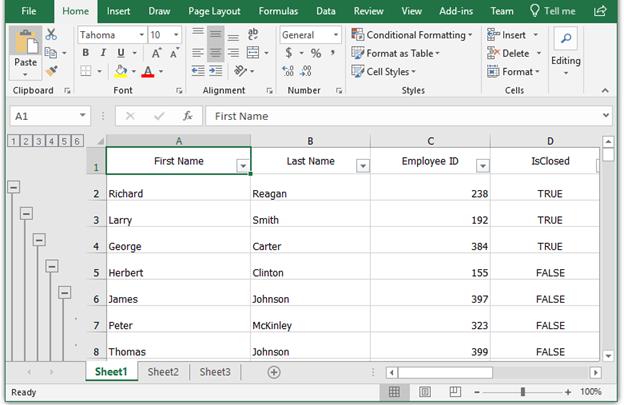 File Home Insert Draw Page Layout Formulas Data Review View Add-ins Team Tell me
Tahoma 10 ab General Conditional Formatting Insert
Paste B I U A A $ % , Format as Table Delete Editing
A .00 .0 Cell Styles Format
Clipboard Font Alignment Number Styles Cells
A1 fx First Name
1 2 3 4 5 6 A B C D
1 First Name Last Name Employee ID IsClosed
2 Richard Reagan 238 TRUE
3 Larry Smith 192 TRUE
4 George Carter 384 TRUE
5 Herbert Clinton 155 FALSE
6 James Johnson 397 FALSE
7 Peter McKinley 323 FALSE
8 Thomas Johnson 399 FALSE
Sheet1 Sheet2 Sheet3
Ready 100%